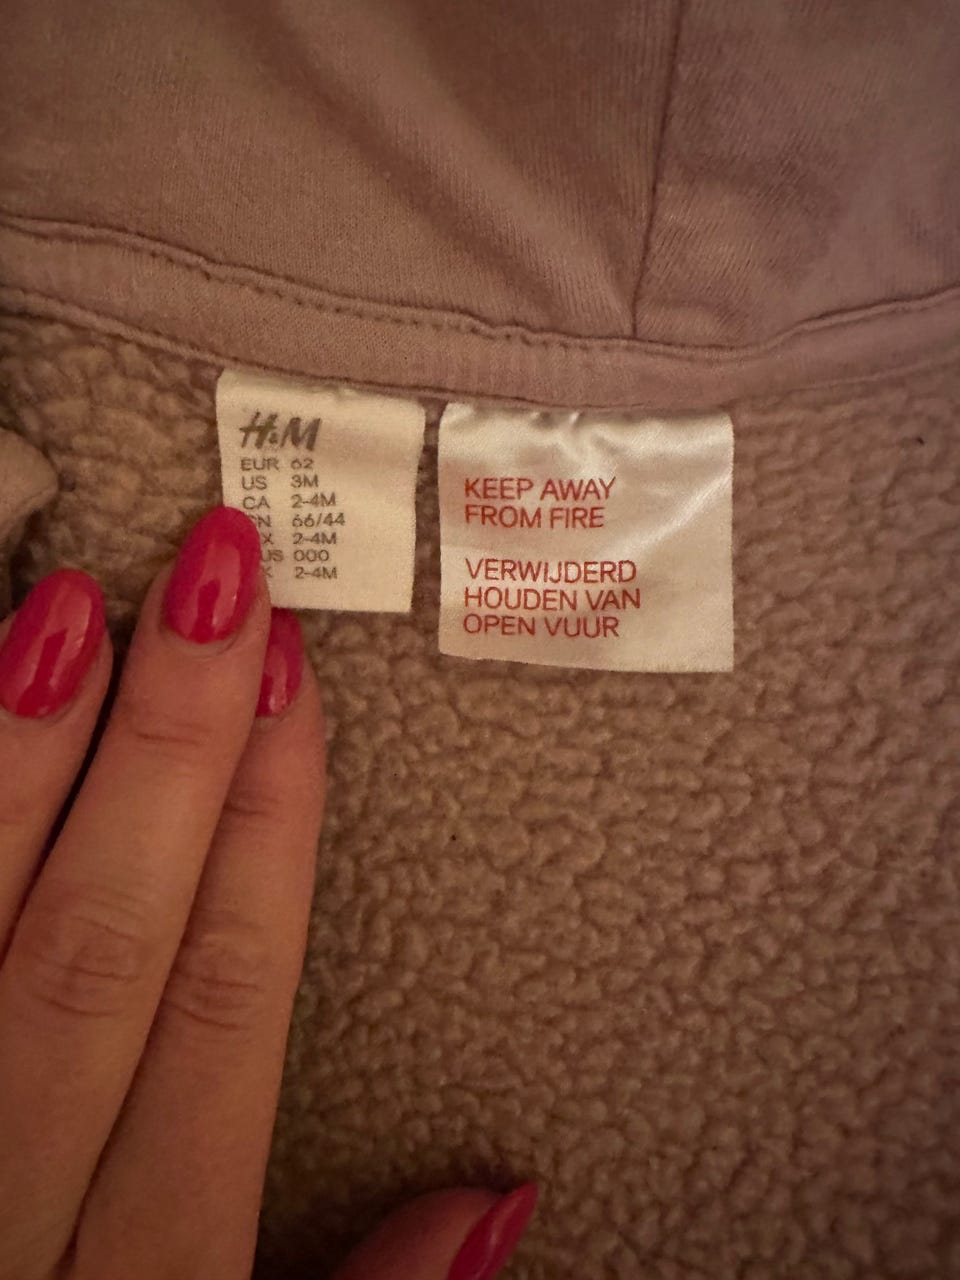 H&M
EUR 62
US 3M
CA 2-4M
66/44
2-4M
000
2-4M
KEEP AWAY
FROM FIRE
VERWIJDERD
HOUDEN VAN
OPEN VUUR